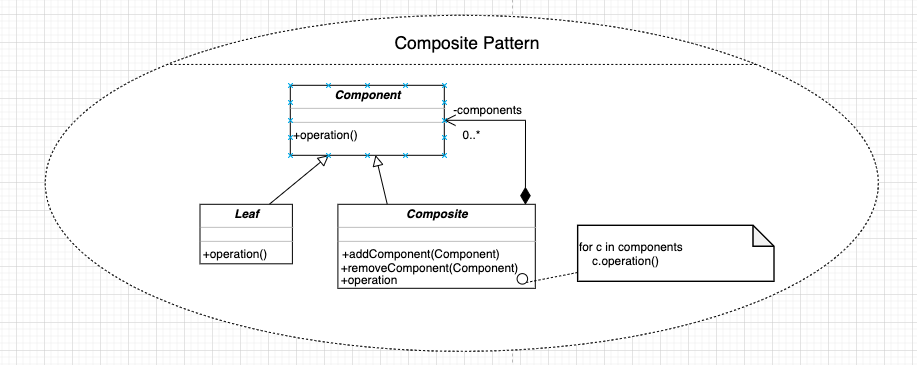 Composite Pattern
Component
+operation()
-components
0..*
Leaf
+operation()
Composite
+addComponent(Component)
+removeComponent(Component)
+operation
for c in components
c.operation()